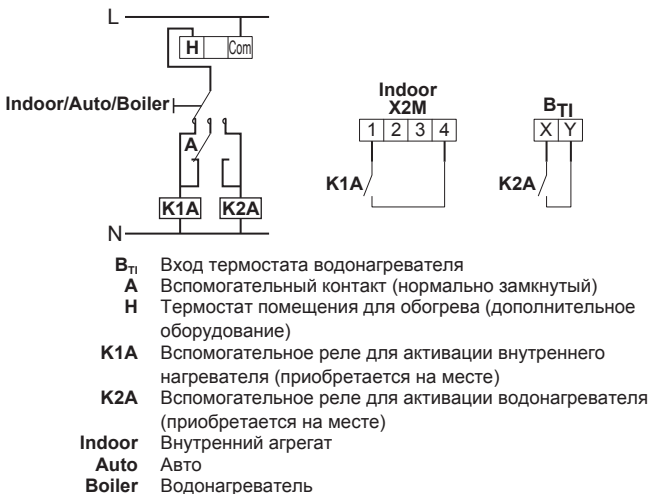 L
H Com
Indoor/Auto/Boiler
A
K1A K2A
N
Indoor
X2M
1 2 3 4
K1A
BTI
X Y
K2A
BTI Вход термостата водонагревателя
A Вспомогательный контакт (нормально замкнутый)
H Термостат помещения для обогрева (дополнительное
оборудование)
K1A Вспомогательное реле для активации внутреннего
нагревателя (приобретается на месте)
K2A Вспомогательное реле для активации водонагревателя
(приобретается на месте)
Indoor Внутренний агрегат
Auto Авто
Boiler Водонагреватель